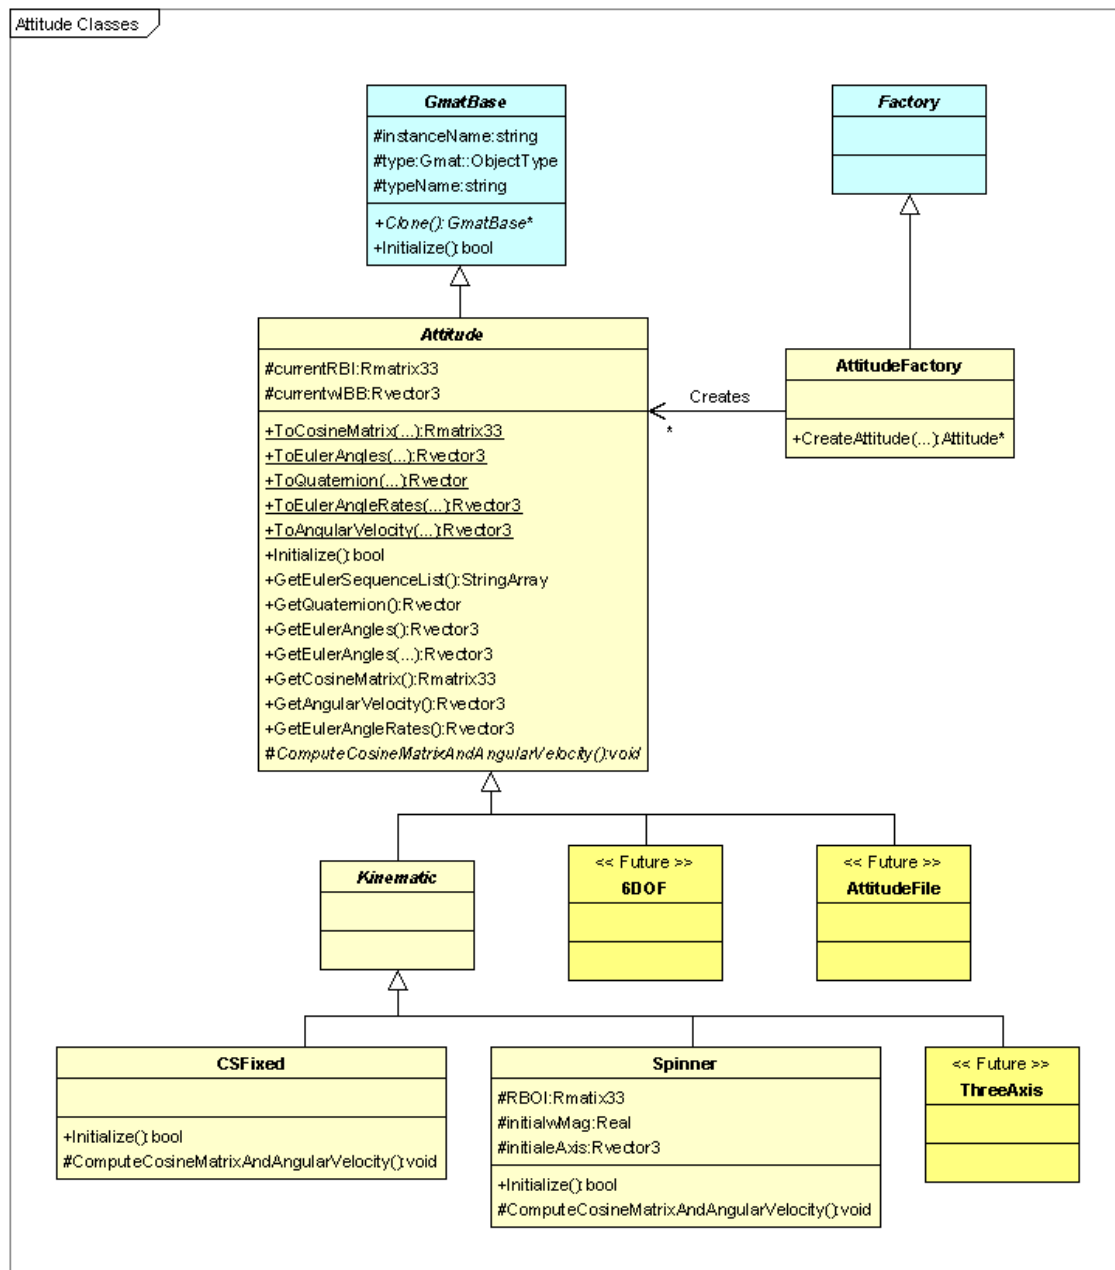 Attitude Classes
GmatBase
#instanceName:string
#type:Gmat::ObjectType
#typeName:string
+Clone():GmatBase*
+Initialize():bool
Factory
Attitude
#currentRBI:Rmatrix33
#currentwIBB:Rvector3
+ToCosineMatrix(...):Rmatrix33
+ToEulerAngles(...):Rvector3
+ToQuaternion(...):Rvector
+ToEulerAngleRates(...):Rvector3
+ToAngularVelocity(...):Rvector3
+Initialize():bool
+GetEulerSequenceList():StringArray
+GetQuaternion():Rvector
+GetEulerAngles():Rvector3
+GetEulerAngles(...):Rvector3
+GetCosineMatrix():Rmatrix33
+GetAngularVelocity():Rvector3
+GetEulerAngleRates():Rvector3
#ComputeCosineMatrixAndAngularVelocity():void
Creates
*
AttitudeFactory
+CreateAttitude(...):Attitude*
Kinematic
<< Future >>
6DOF
<< Future >>
AttitudeFile
CSFixed
+Initialize():bool
#ComputeCosineMatrixAndAngularVelocity():void
Spinner
#RBOI:Rmatix33
#initialwMag:Real
#initialeAxis:Rvector3
+Initialize():bool
#ComputeCosineMatrixAndAngularVelocity():void
<< Future >>
ThreeAxis